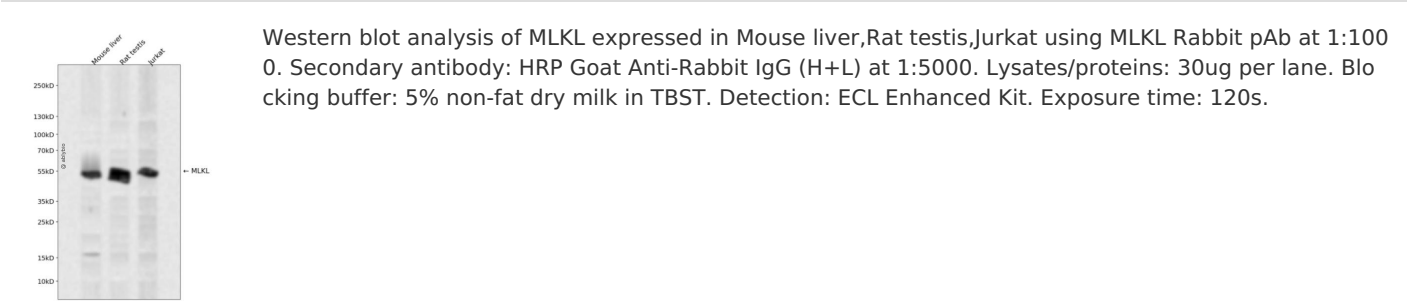 Mouse liver
Rat testis
Jurkat
250kD
130kD
100kD
70kD
55kD
35kD
25kD
15kD
10kD
← MLKL
Western blot analysis of MLKL expressed in Mouse liver,Rat testis,Jurkat using MLKL Rabbit pAb at 1:100
0. Secondary antibody: HRP Goat Anti-Rabbit IgG (H+L) at 1:5000. Lysates/proteins: 30ug per lane. Blo
cking buffer: 5% non-fat dry milk in TBST. Detection: ECL Enhanced Kit. Exposure time: 120s.